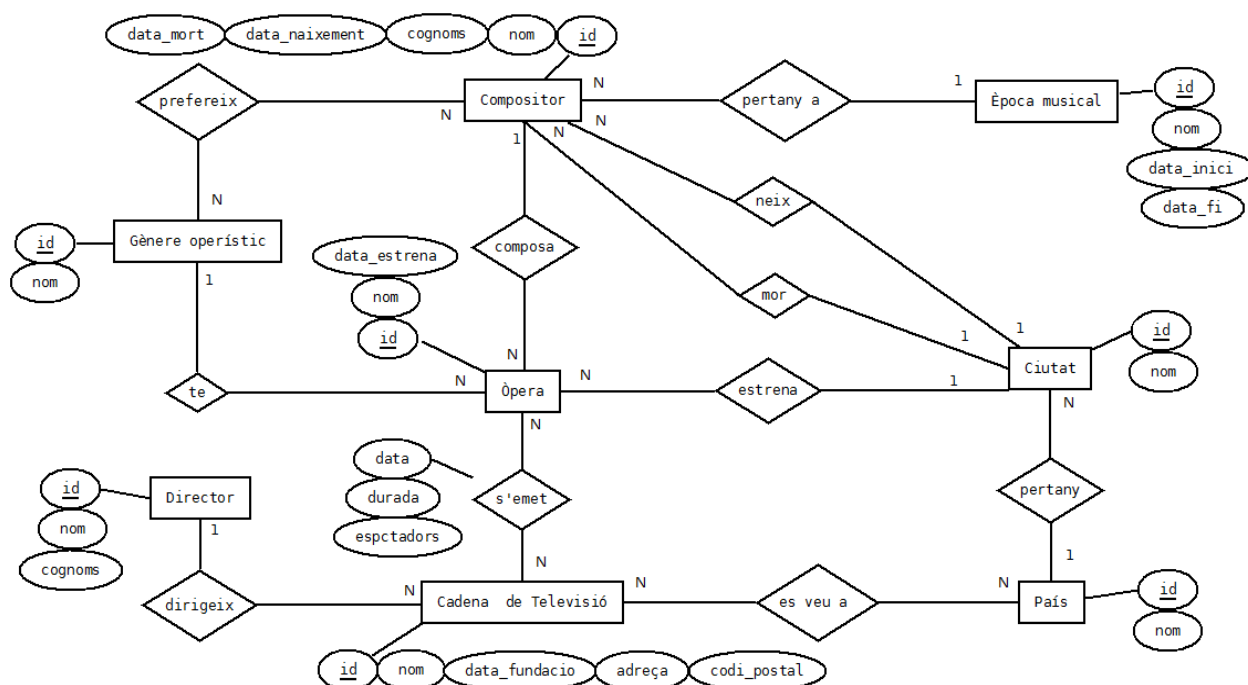 data_mort data_naixement cognoms nom id
prefereix N Compositor N pertany a 1 Època musical id
N 1 N N
nom
neix data_inici
N data_fi
id Gènere operístic composa
nom 1 data_estrena
nom mor
id 1 1 id
N Ciutat
te N Òpera N estrena 1 nom
N N
data
id Director s'emet pertany
durada
nom 1
espctadors
cognoms 1
N N N
dirigeix N Cadena de Televisió es veu a País id
nom
id nom data_fundacio adreça codi_postal